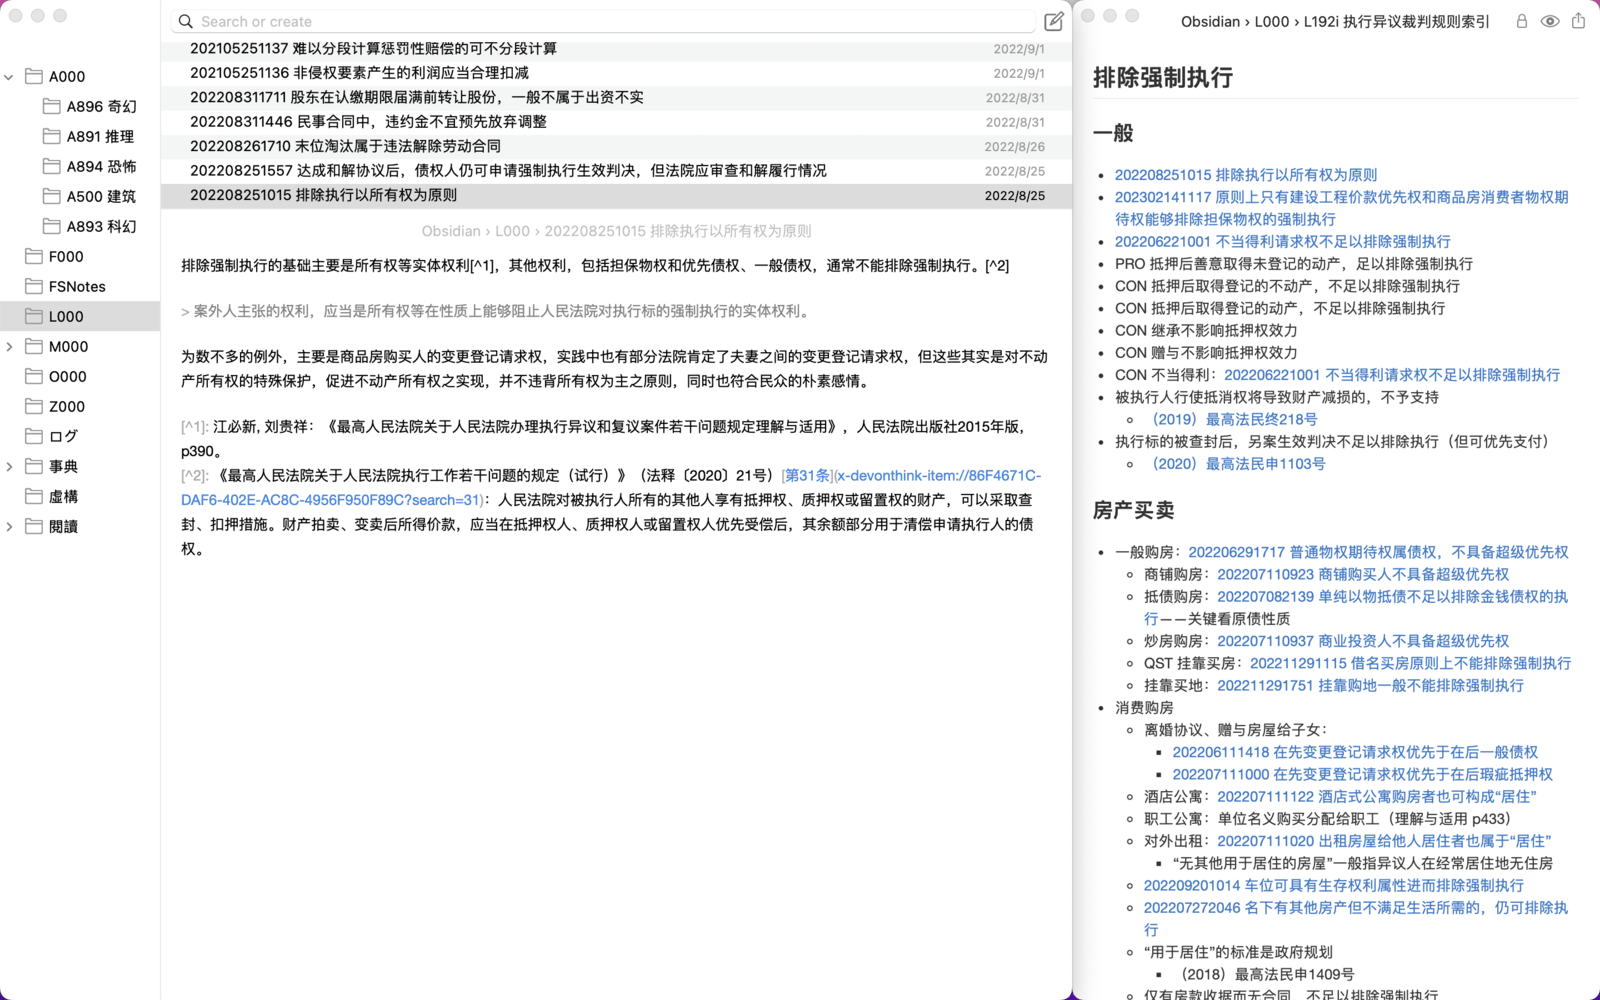 A000
A896 奇幻
A891 推理
A894 恐怖
A500 建筑
A893 科幻
F000
FSNotes
L000
M000
O000
Z000
ログ
事典
虚構
閲讀
Search or create
202105251137 难以分段计算惩罚性赔偿的可不分段计算 2022/9/1
202105251136 非侵权要素产生的利润应当合理扣减 2022/9/1
202208311711 股东在认缴期限届满前转让股份，一般不属于出资不实 2022/8/31
202208311446 民事合同中，违约金不宜预先放弃调整 2022/8/31
202208261710 末位淘汰属于违法解除劳动合同 2022/8/26
202208251557 达成和解协议后，债权人仍可申请强制执行生效判决，但法院应审查和解履行情况 2022/8/25
202208251015 排除执行以所有权为原则 2022/8/25
Obsidian › L000 › 202208251015 排除执行以所有权为原则
排除强制执行的基础主要是所有权等实体权利[^1]，其他权利，包括担保物权和优先债权、一般债权，通常不能排除强制执行。[^2]
> 案外人主张的权利，应当是所有权等在性质上能够阻止人民法院对执行标的强制执行的实体权利。
为数不多的例外，主要是商品房购买人的变更登记请求权，实践中也有部分法院肯定了夫妻之间的变更登记请求权，但这些其实是对不动
产所有权的特殊保护，促进不动产所有权之实现，并不违背所有权为主之原则，同时也符合民众的朴素感情。
[^1]: 江必新, 刘贵祥：《最高人民法院关于人民法院办理执行异议和复议案件若干问题规定理解与适用》，人民法院出版社2015年版，
p390。
[^2]: 《最高人民法院关于人民法院执行工作若干问题的规定（试行）》（法释〔2020〕21号）[第31条](x-devonthink-item://86F4671C-
DAF6-402E-AC8C-4956F950F89C?search=31)：人民法院对被执行人所有的其他人享有抵押权、质押权或留置权的财产，可以采取查
封、扣押措施。财产拍卖、变卖后所得价款，应当在抵押权人、质押权人或留置权人优先受偿后，其余额部分用于清偿申请执行人的债
权。
Obsidian › L000 › L192i 执行异议裁判规则索引
排除强制执行
一般
• 202208251015 排除执行以所有权为原则
• 202302141117 原则上只有建设工程价款优先权和商品房消费者物权期
待权能够排除担保物权的强制执行
• 202206221001 不当得利请求权不足以排除强制执行
• PRO 抵押后善意取得未登记的动产，足以排除强制执行
• CON 抵押后取得登记的不动产，不足以排除强制执行
• CON 抵押后取得登记的动产，不足以排除强制执行
• CON 继承不影响抵押权效力
• CON 赠与不影响抵押权效力
• CON 不当得利：202206221001 不当得利请求权不足以排除强制执行
• 被执行人行使抵消权将导致财产减损的，不予支持
◦ （2019）最高法民终218号
• 执行标的被查封后，另案生效判决不足以排除执行（但可优先支付）
◦ （2020）最高法民申1103号
房产买卖
• 一般购房：202206291717 普通物权期待权属债权，不具备超级优先权
◦ 商铺购房：202207110923 商铺购买人不具备超级优先权
◦ 抵债购房：202207082139 单纯以物抵债不足以排除金钱债权的执
行——关键看原债性质
◦ 炒房购房：202207110937 商业投资人不具备超级优先权
◦ QST 挂靠买房：202211291115 借名买房原则上不能排除强制执行
◦ 挂靠买地：202211291751 挂靠购地一般不能排除强制执行
• 消费购房
◦ 离婚协议、赠与房屋给子女：
▪ 202206111418 在先变更登记请求权优先于在后一般债权
▪ 202207111000 在先变更登记请求权优先于在后瑕疵抵押权
◦ 酒店公寓：202207111122 酒店式公寓购房者也可构成“居住”
◦ 职工公寓：单位名义购买分配给职工（理解与适用 p433）
◦ 对外出租：202207111020 出租房屋给他人居住者也属于“居住”
▪ “无其他用于居住的房屋”一般指异议人在经常居住地无住房
◦ 202209201014 车位可具有生存权利属性进而排除强制执行
◦ 202207272046 名下有其他房产但不满足生活所需的，仍可排除执
行
◦ “用于居住”的标准是政府规划
▪ （2018）最高法民申1409号
◦ 仅有房款收据而无合同，不足以排除强制执行